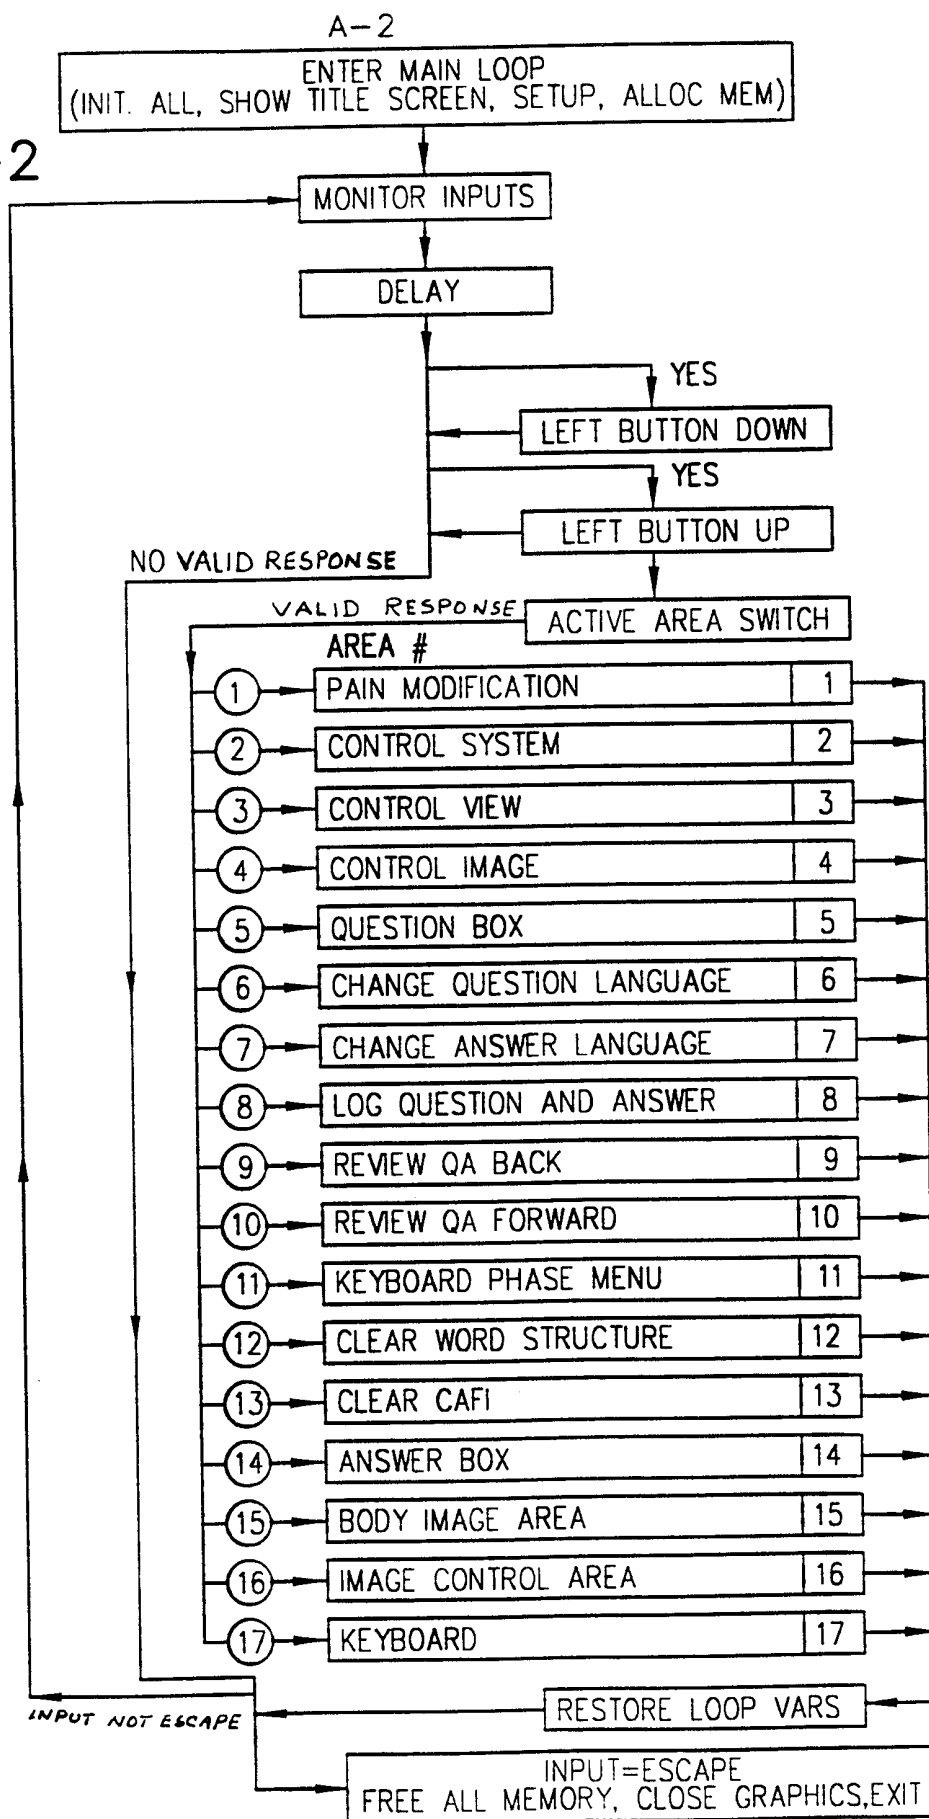 A-2
ENTER MAIN LOOP
(INIT. ALL, SHOW TITLE SCREEN, SETUP, ALLOC MEM)
2
MONITOR INPUTS
DELAY
YES
LEFT BUTTON DOWN
YES
LEFT BUTTON UP
NO VALID RESPONSE
VALID RESPONSE
ACTIVE AREA SWITCH
AREA #
1 PAIN MODIFICATION 1
2 CONTROL SYSTEM 2
3 CONTROL VIEW 3
4 CONTROL IMAGE 4
5 QUESTION BOX 5
6 CHANGE QUESTION LANGUAGE 6
7 CHANGE ANSWER LANGUAGE 7
8 LOG QUESTION AND ANSWER 8
9 REVIEW QA BACK 9
10 REVIEW QA FORWARD 10
11 KEYBOARD PHASE MENU 11
12 CLEAR WORD STRUCTURE 12
13 CLEAR CAFI 13
14 ANSWER BOX 14
15 BODY IMAGE AREA 15
16 IMAGE CONTROL AREA 16
17 KEYBOARD 17
RESTORE LOOP VARS
INPUT NOT ESCAPE
INPUT=ESCAPE
FREE ALL MEMORY, CLOSE GRAPHICS,EXIT